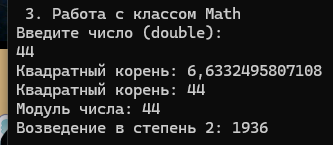 3. Работа с классом Math
Введите число (double):
44
Квадратный корень: 6,6332495807108
Квадратный корень: 44
Модуль числа: 44
Возведение в степень 2: 1936